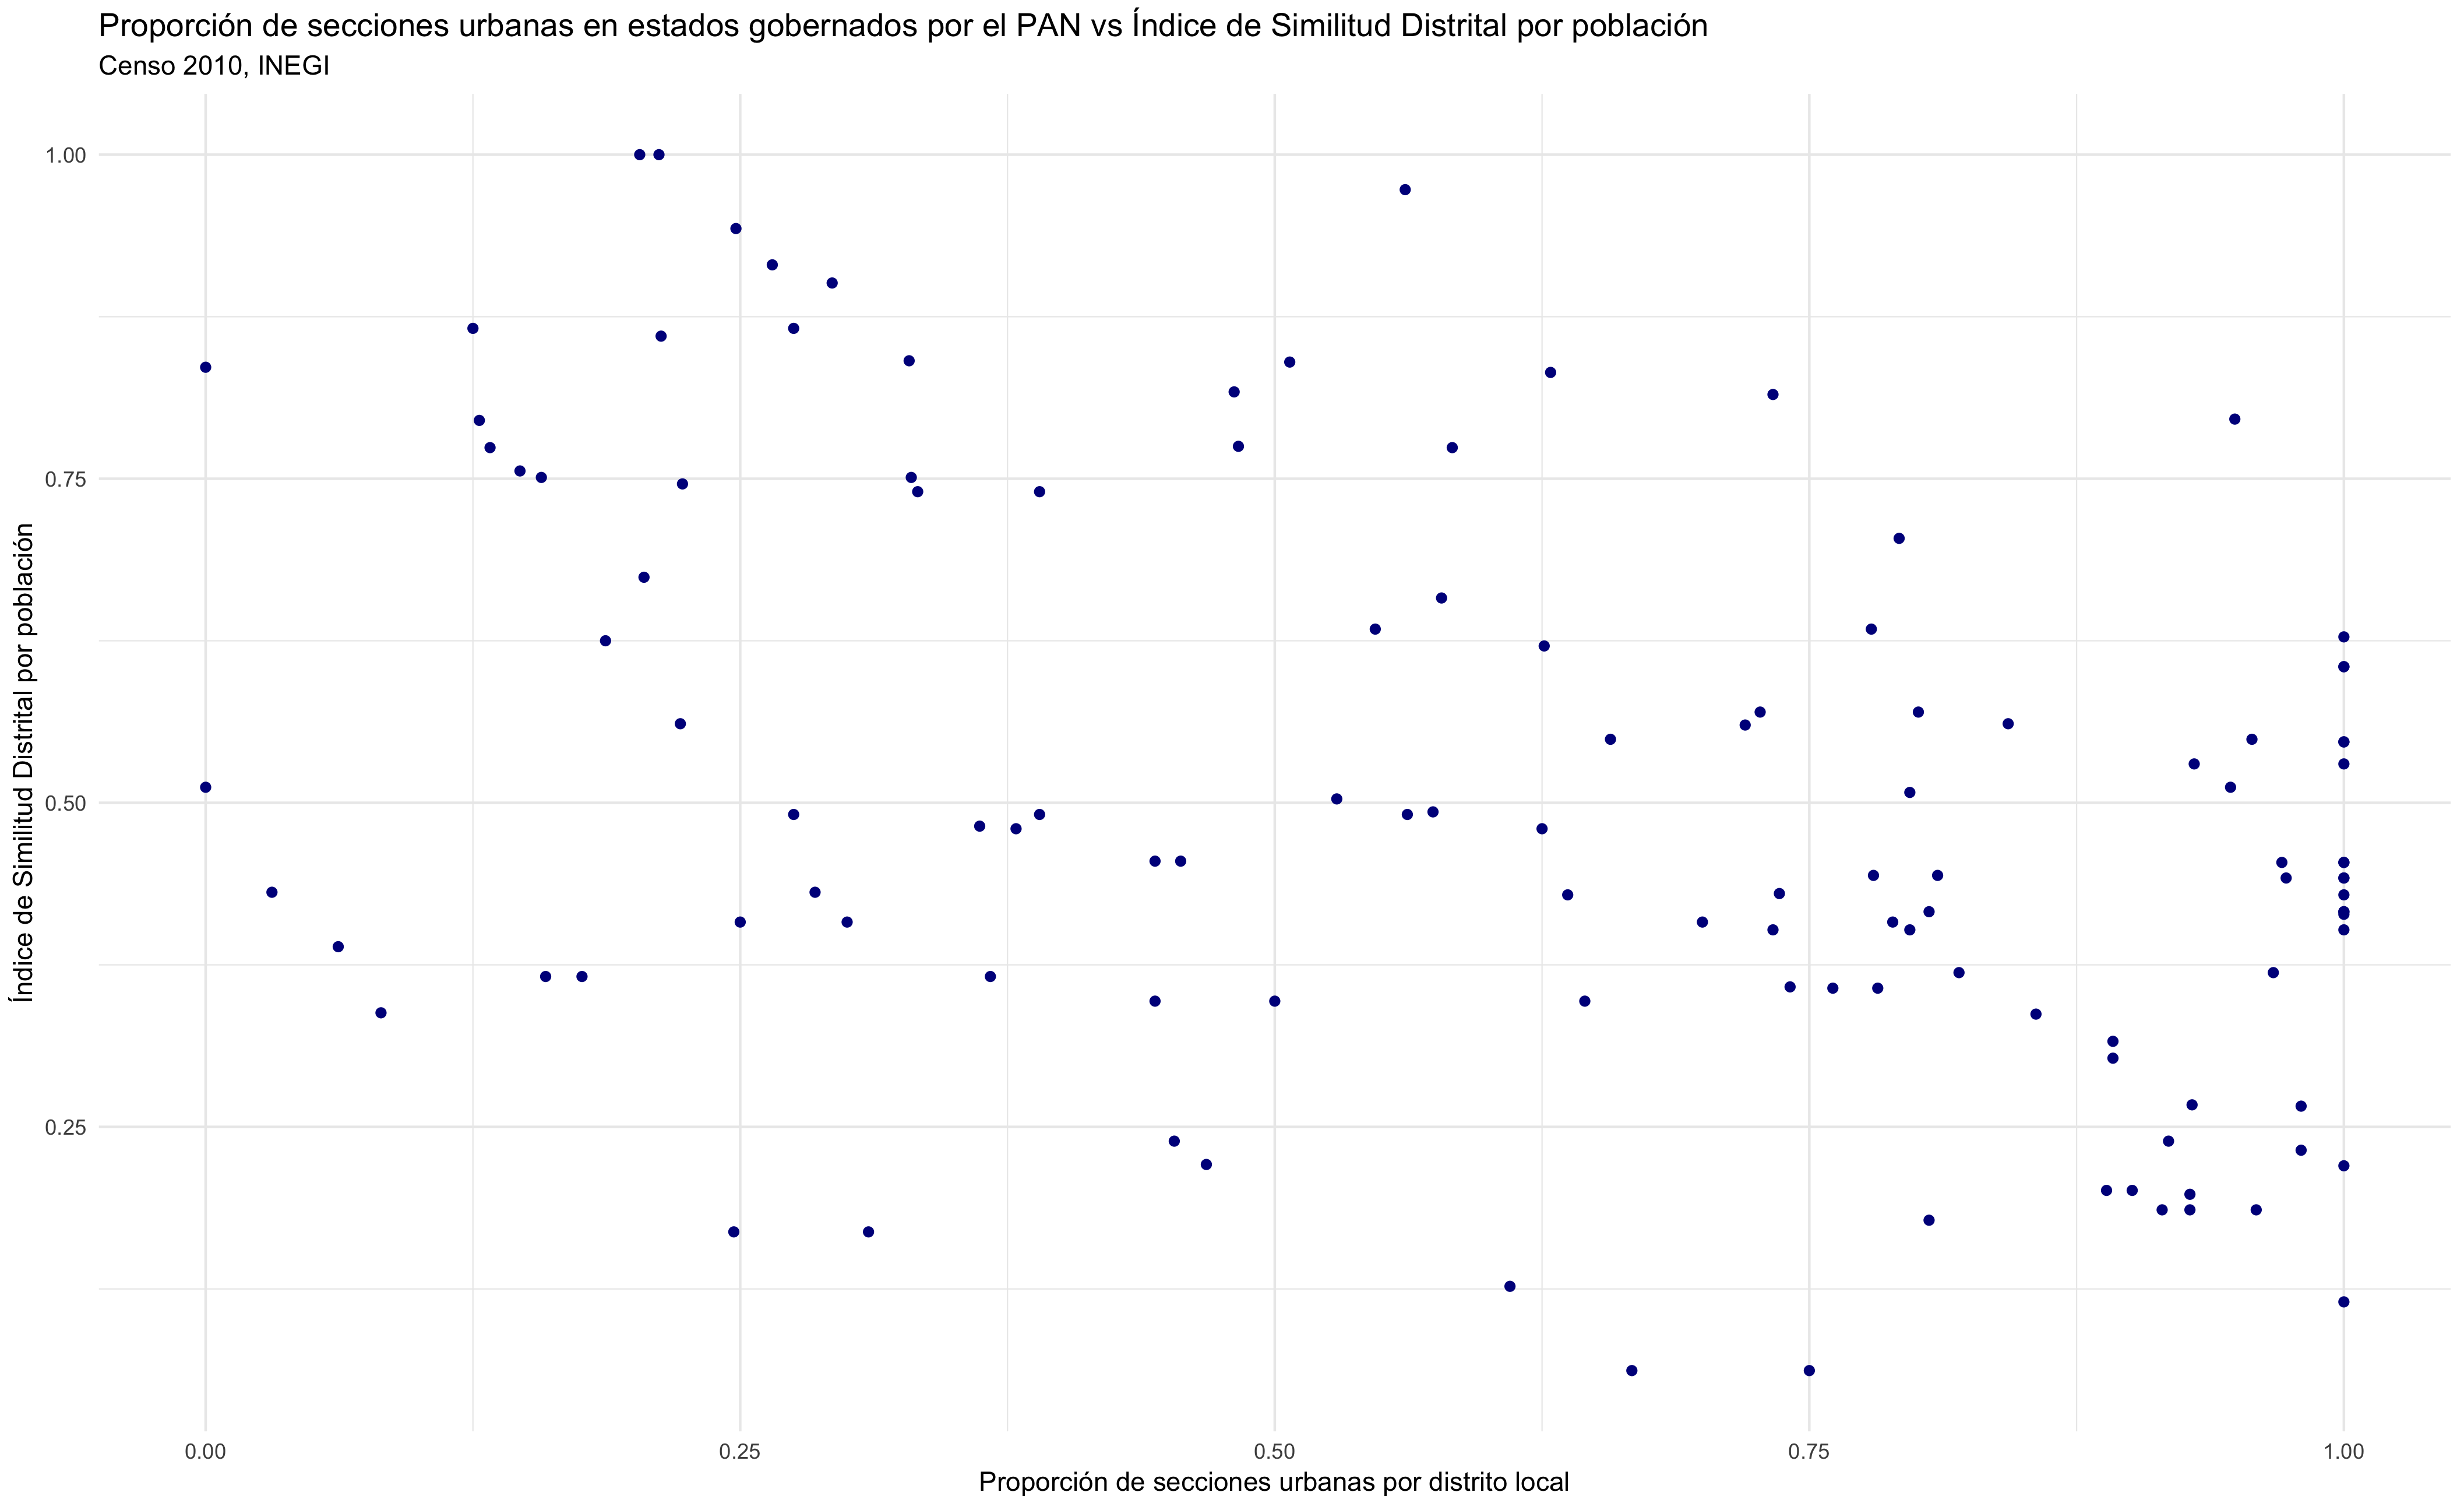 Proporción de secciones urbanas en estados gobernados por el PAN vs Índice de Similitud Distrital por población
Censo 2010, INEGI
Índice de Similitud Distrital por población
1.00
0.75
0.50
0.25
0.00
0.25
0.50
0.75
1.00
Proporción de secciones urbanas por distrito local